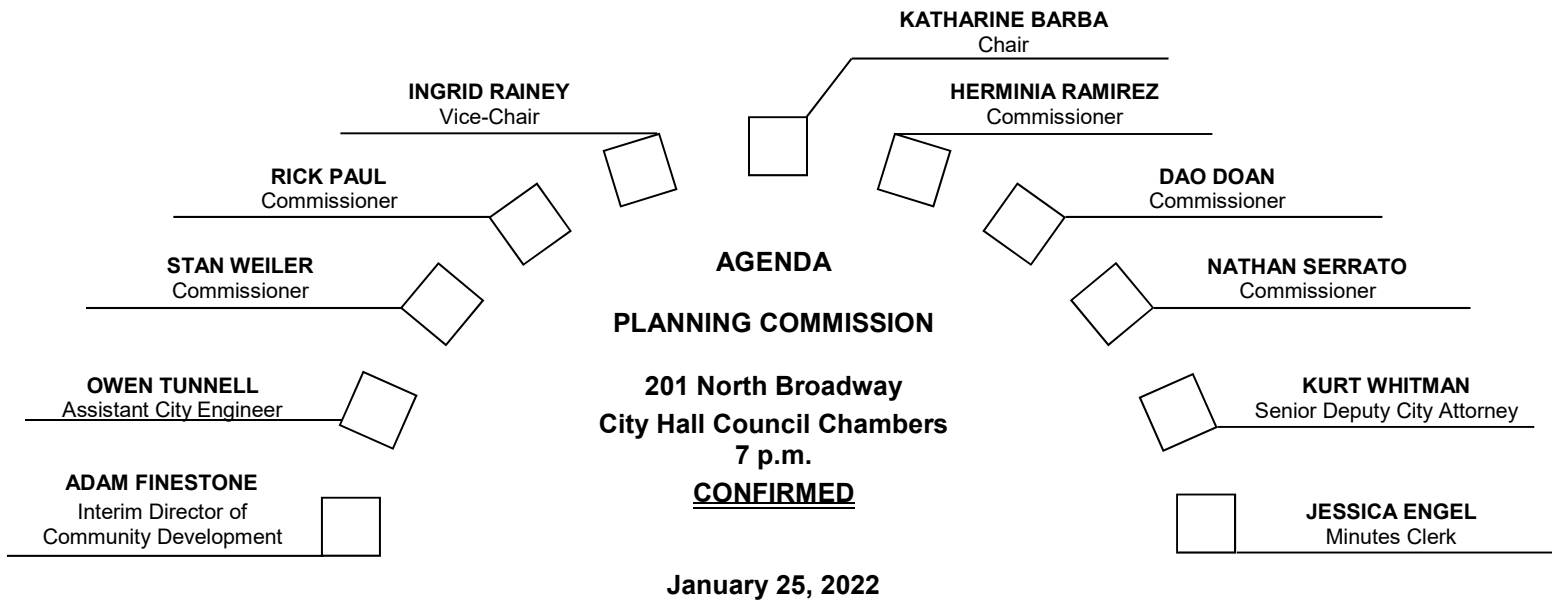 KATHARINE BARBA
Chair
INGRID RAINEY
Vice-Chair
HERMINIA RAMIREZ
Commissioner
RICK PAUL
Commissioner
DAO DOAN
Commissioner
STAN WEILER
Commissioner
NATHAN SERRATO
Commissioner
OWEN TUNNELL
Assistant City Engineer
KURT WHITMAN
Senior Deputy City Attorney
ADAM FINESTONE
Interim Director of
Community Development
JESSICA ENGEL
Minutes Clerk
AGENDA
PLANNING COMMISSION
201 North Broadway
City Hall Council Chambers
7 p.m.
CONFIRMED
January 25, 2022